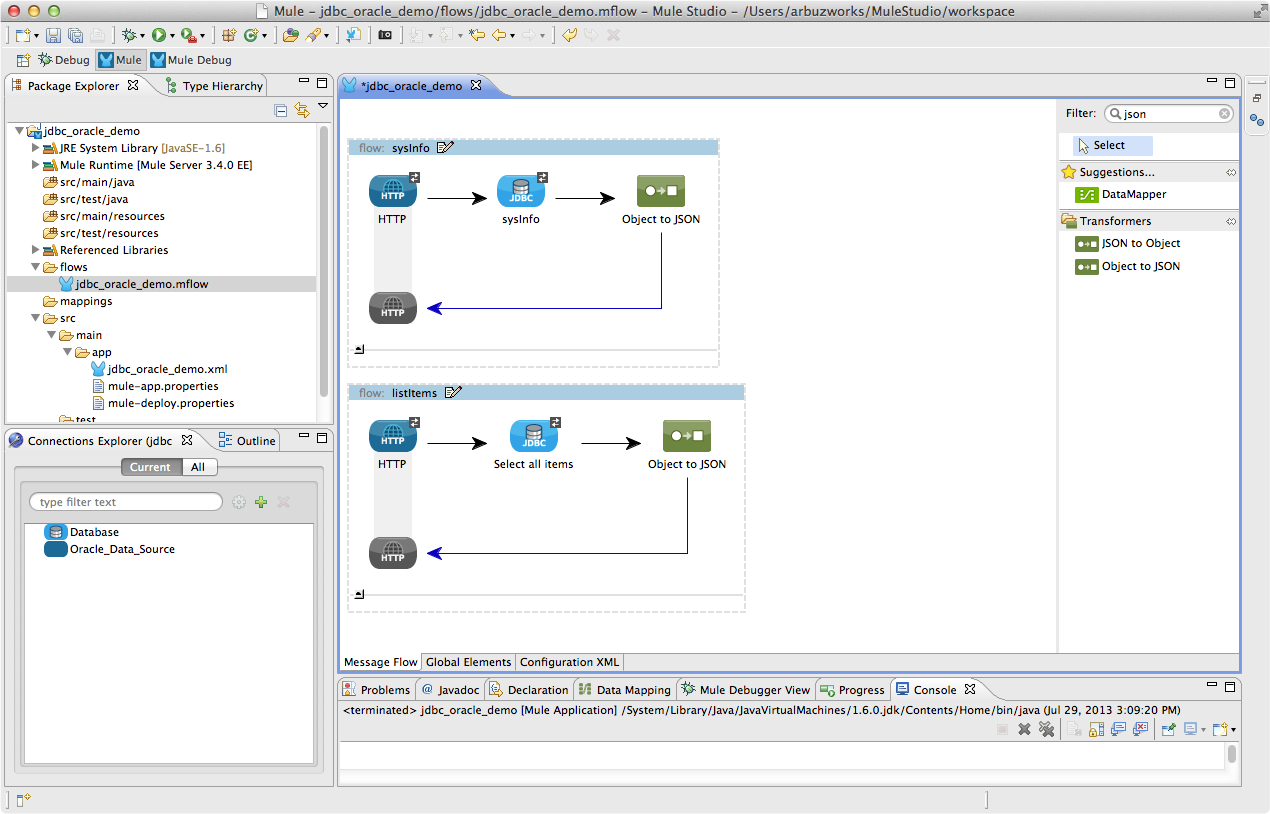 Mule – jdbc_oracle_demo/flows/jdbc_oracle_demo.mflow – Mule Studio – /Users/arbuzworks/MuleStudio/workspace
Debug Mule Mule Debug
Package Explorer Type Hierarchy
jdbc_oracle_demo
JRE System Library [JavaSE-1.6]
Mule Runtime [Mule Server 3.4.0 EE]
src/main/java
src/test/java
src/main/resources
src/test/resources
Referenced Libraries
flows
jdbc_oracle_demo.mflow
mappings
src
main
app
jdbc_oracle_demo.xml
mule-app.properties
mule-deploy.properties
test
Connections Explorer (jdbc Outline
Current All
type filter text
Database
Oracle_Data_Source
*jdbc_oracle_demo
flow: sysInfo
HTTP JDBC
HTTP sysInfo Object to JSON
HTTP
flow: listItems
HTTP JDBC
HTTP Select all items Object to JSON
HTTP
Filter: json
Select
Suggestions...
DataMapper
Transformers
JSON to Object
Object to JSON
Message Flow Global Elements Configuration XML
Problems @ Javadoc Declaration Data Mapping Mule Debugger View Progress Console
<terminated> jdbc_oracle_demo [Mule Application] /System/Library/Java/JavaVirtualMachines/1.6.0.jdk/Contents/Home/bin/java (Jul 29, 2013 3:09:20 PM)